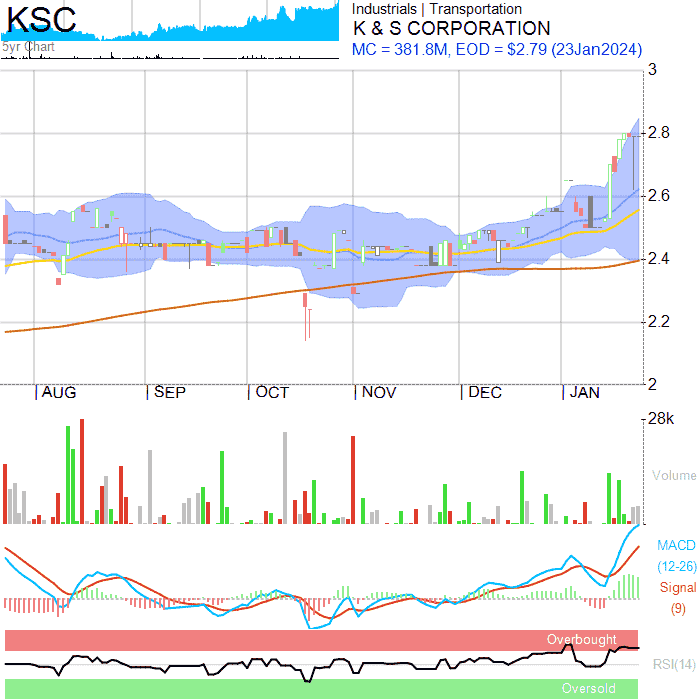 KSC
5yr Chart
Industrials | Transportation
K & S CORPORATION
MC = 381.8M, EOD = $2.79 (23Jan2024)
3
2.8
2.6
2.4
2.2
2
| AUG | SEP | OCT | NOV | DEC | JAN
28k
Volume
MACD
(12-26)
Signal
(9)
Overbought
RSI(14)
Oversold